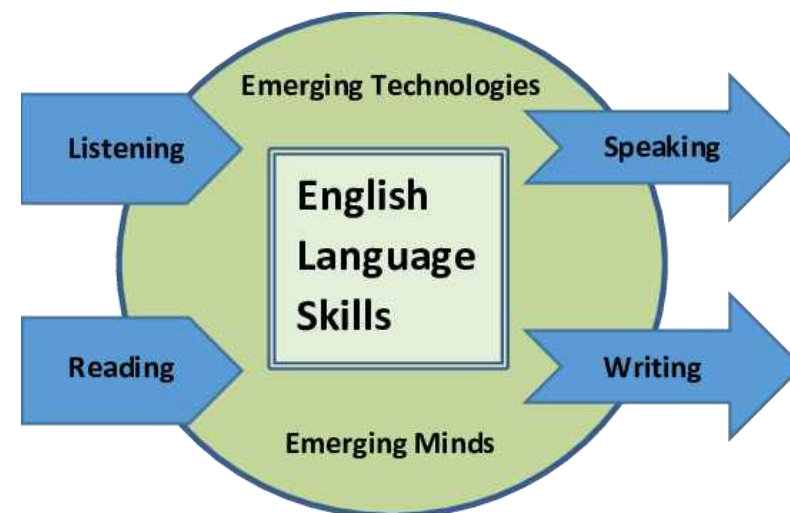 Emerging Technologies
Listening
Speaking
English
Language
Skills
Reading
Writing
Emerging Minds